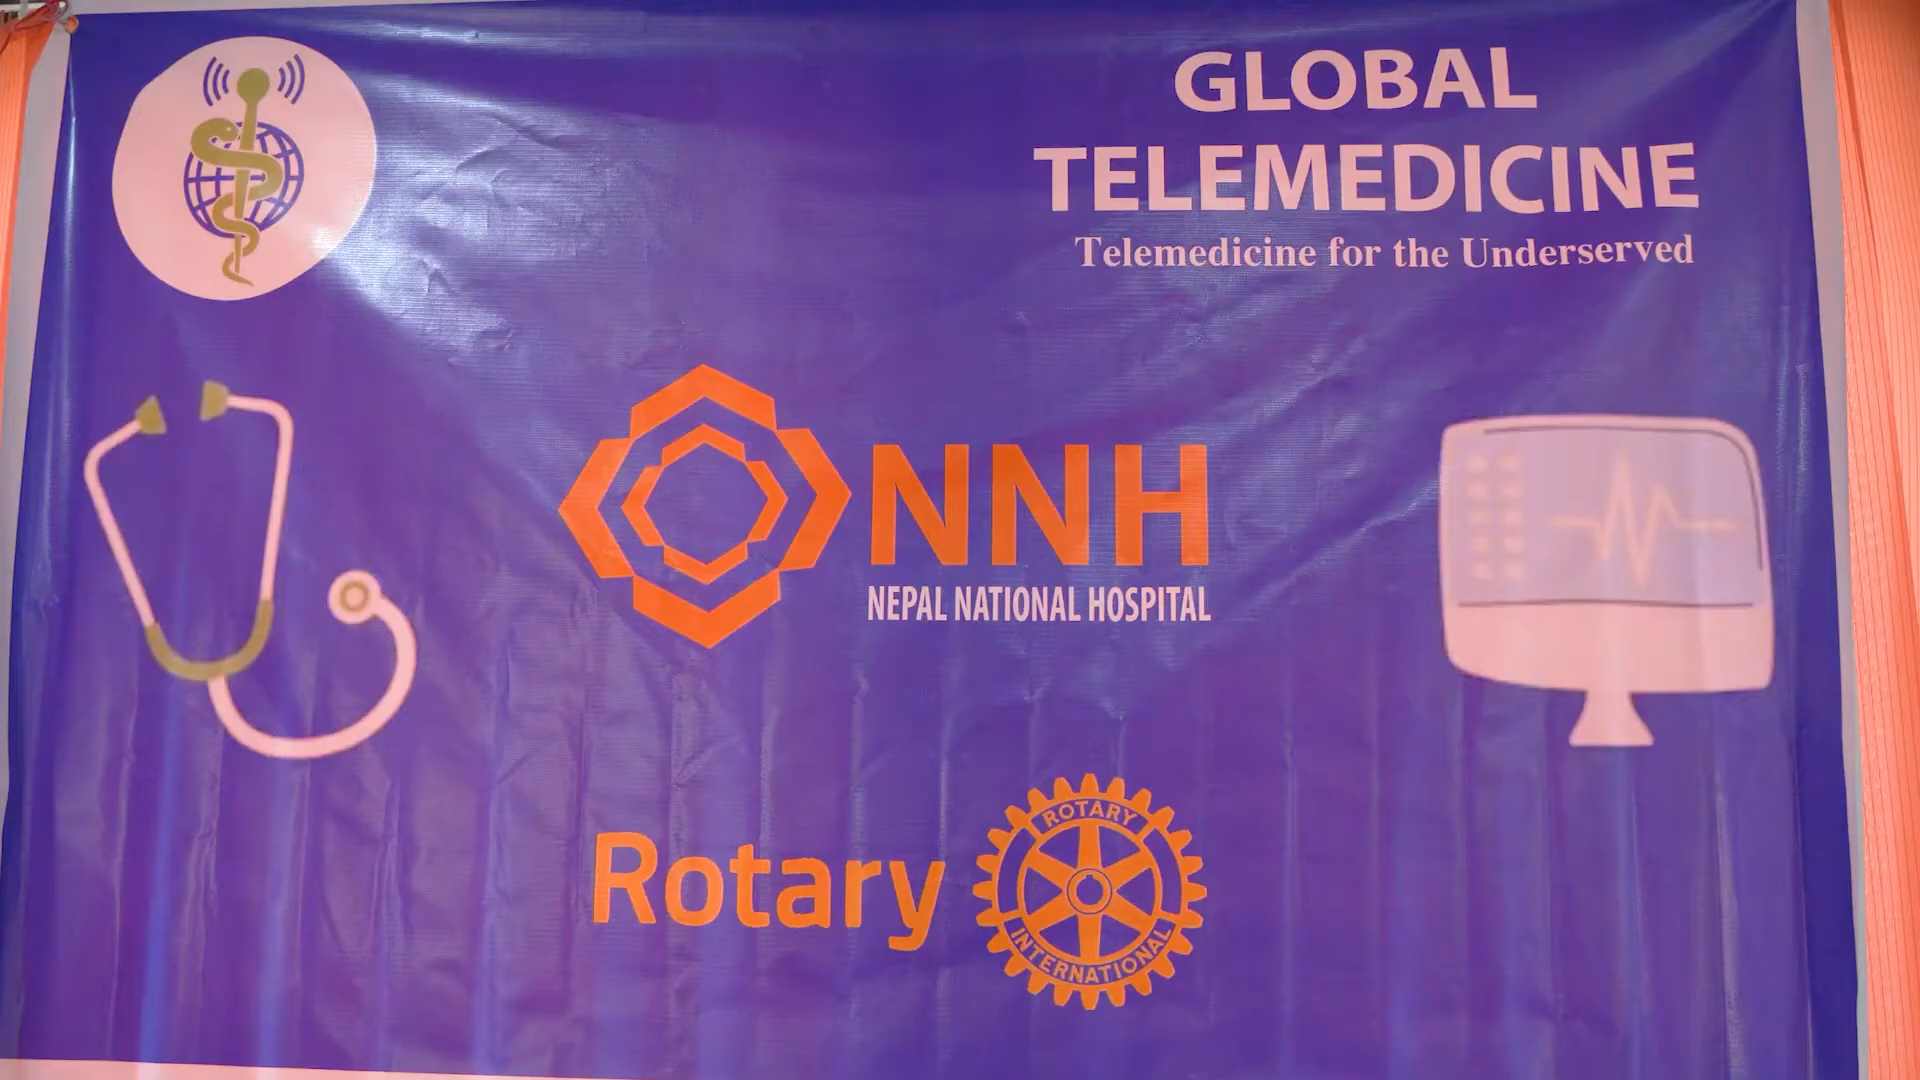 GLOBAL
TELEMEDICINE
Telemedicine for the Underserved
NNH
NEPAL NATIONAL HOSPITAL
Rotary
ROTARY
INTERNATIONAL